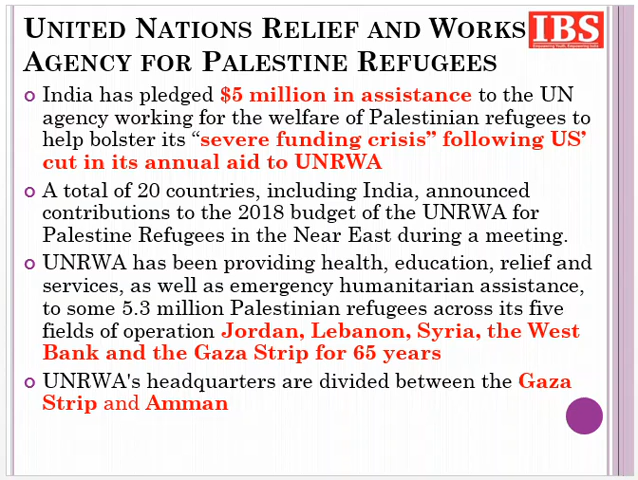 UNITED NATIONS RELIEF AND WORKS
AGENCY FOR PALESTINE REFUGEES
IBS
India has pledged $5 million in assistance to the UN
agency working for the welfare of Palestinian refugees to
help bolster its “severe funding crisis” following US’
cut in its annual aid to UNRWA
A total of 20 countries, including India, announced
contributions to the 2018 budget of the UNRWA for
Palestine Refugees in the Near East during a meeting.
UNRWA has been providing health, education, relief and
services, as well as emergency humanitarian assistance,
to some 5.3 million Palestinian refugees across its five
fields of operation Jordan, Lebanon, Syria, the West
Bank and the Gaza Strip for 65 years
UNRWA's headquarters are divided between the Gaza
Strip and Amman